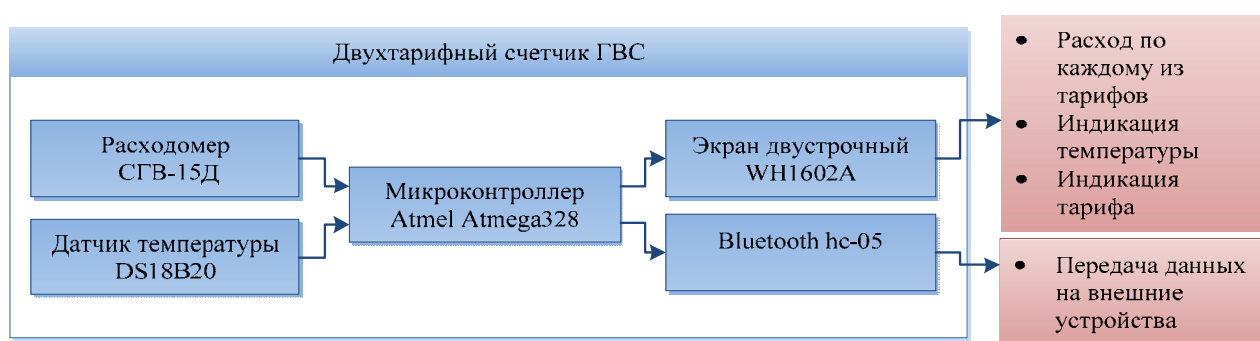 Двухтарифный счетчик ГВС
Расходомер
СГВ-15Д
Датчик температуры
DS18B20
Микроконтроллер
Atmel Atmega328
Экран двустрочный
WH1602A
Bluetooth hc-05
• Расход по
каждому из
тарифов
• Индикация
температуры
• Индикация
тарифа
• Передача данных
на внешние
устройства